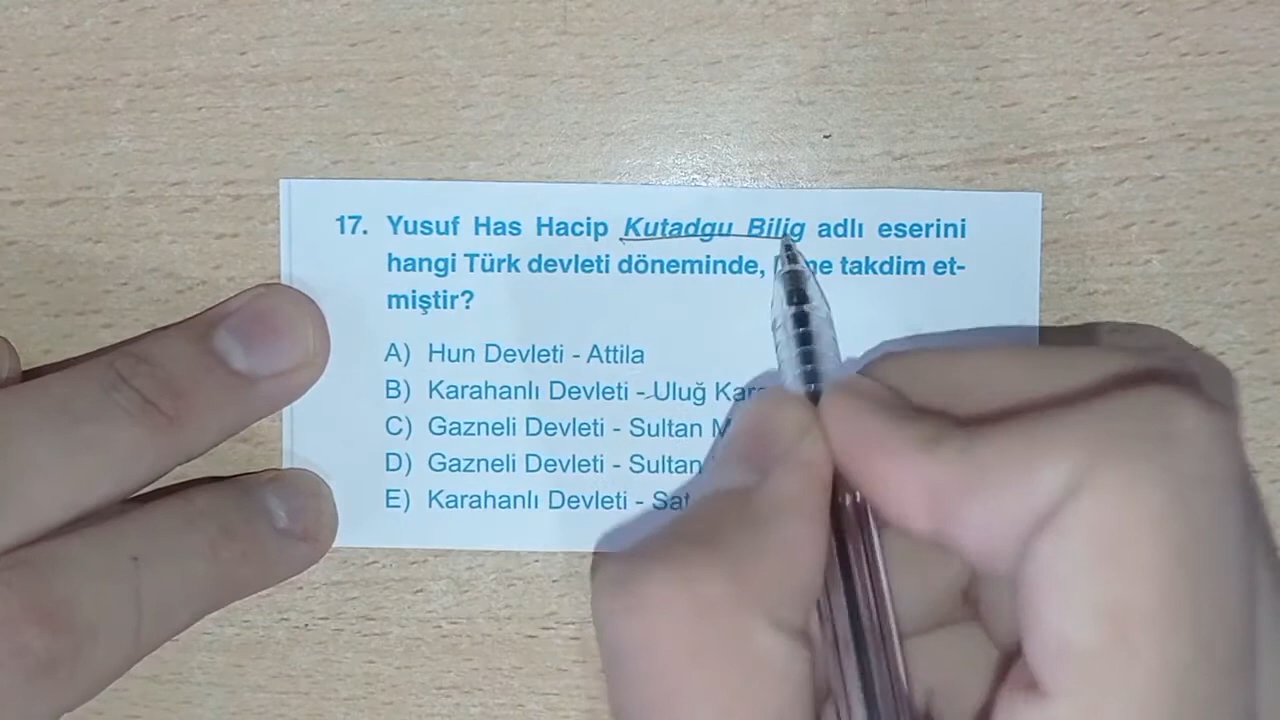 17. Yusuf Has Hacip Kutadgu Bilig adlı eserini
hangi Türk devleti döneminde, takdim et-
miştir?
A) Hun Devleti - Attila
B) Karahanlı Devleti - Uluğ
C) Gazneli Devleti - Sultan
D) Gazneli Devleti - Sultan
E) Karahanlı Devleti -